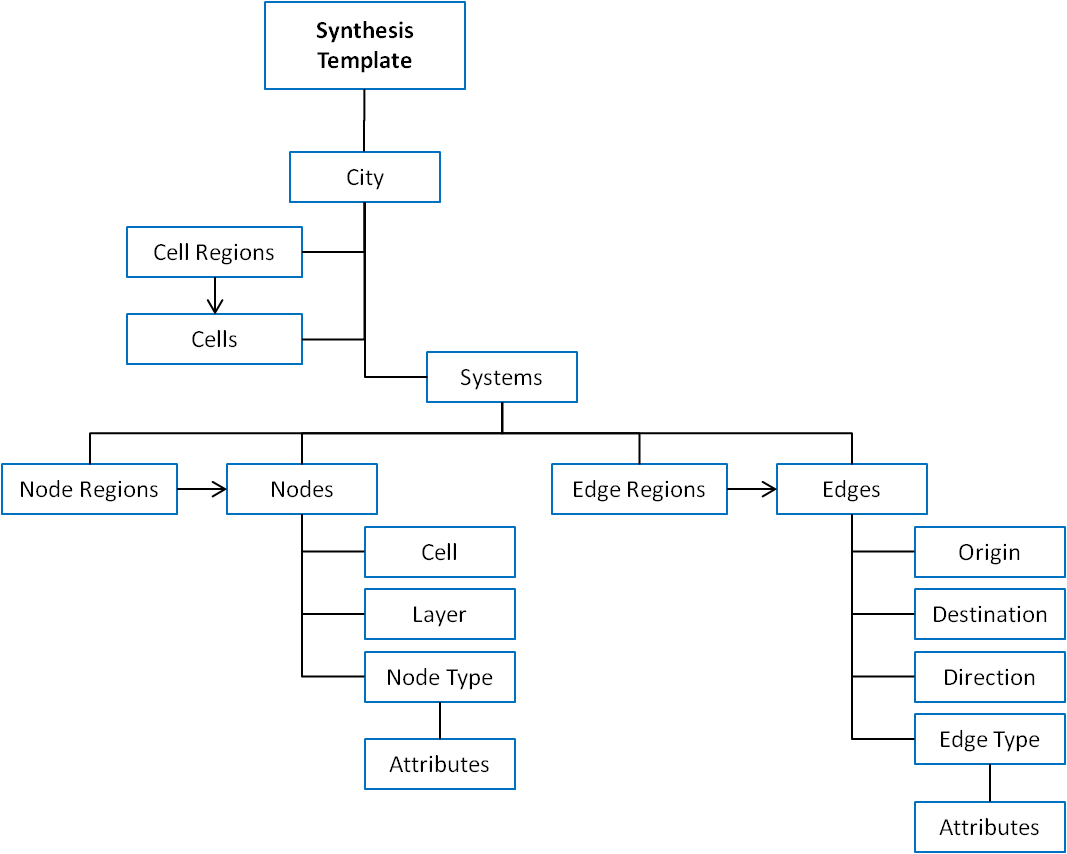 Synthesis
Template
City
Cell Regions
Cells
Systems
Node Regions
Nodes
Edge Regions
Edges
Cell
Layer
Node Type
Attributes
Origin
Destination
Direction
Edge Type
Attributes